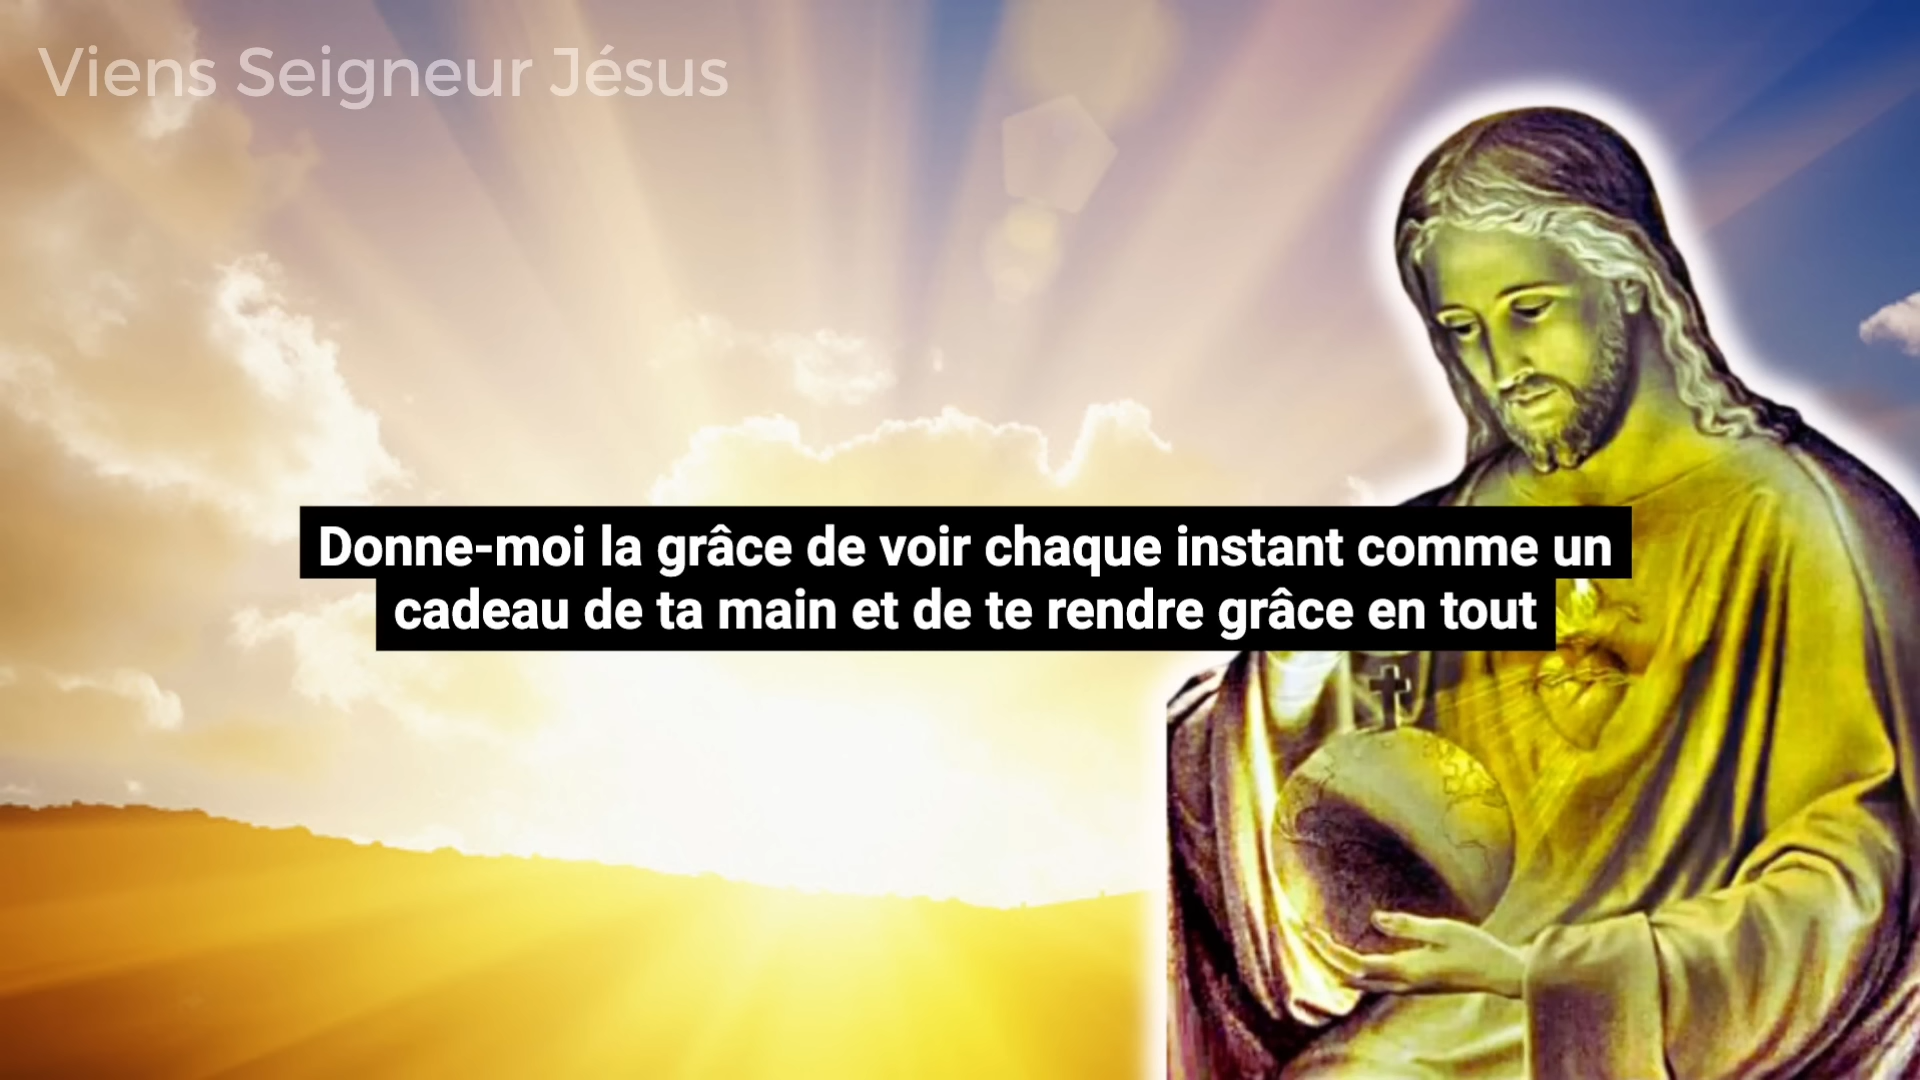 Viens Seigneur Jésus
Donne-moi la grâce de voir chaque instant comme un
cadeau de ta main et de te rendre grâce en tout